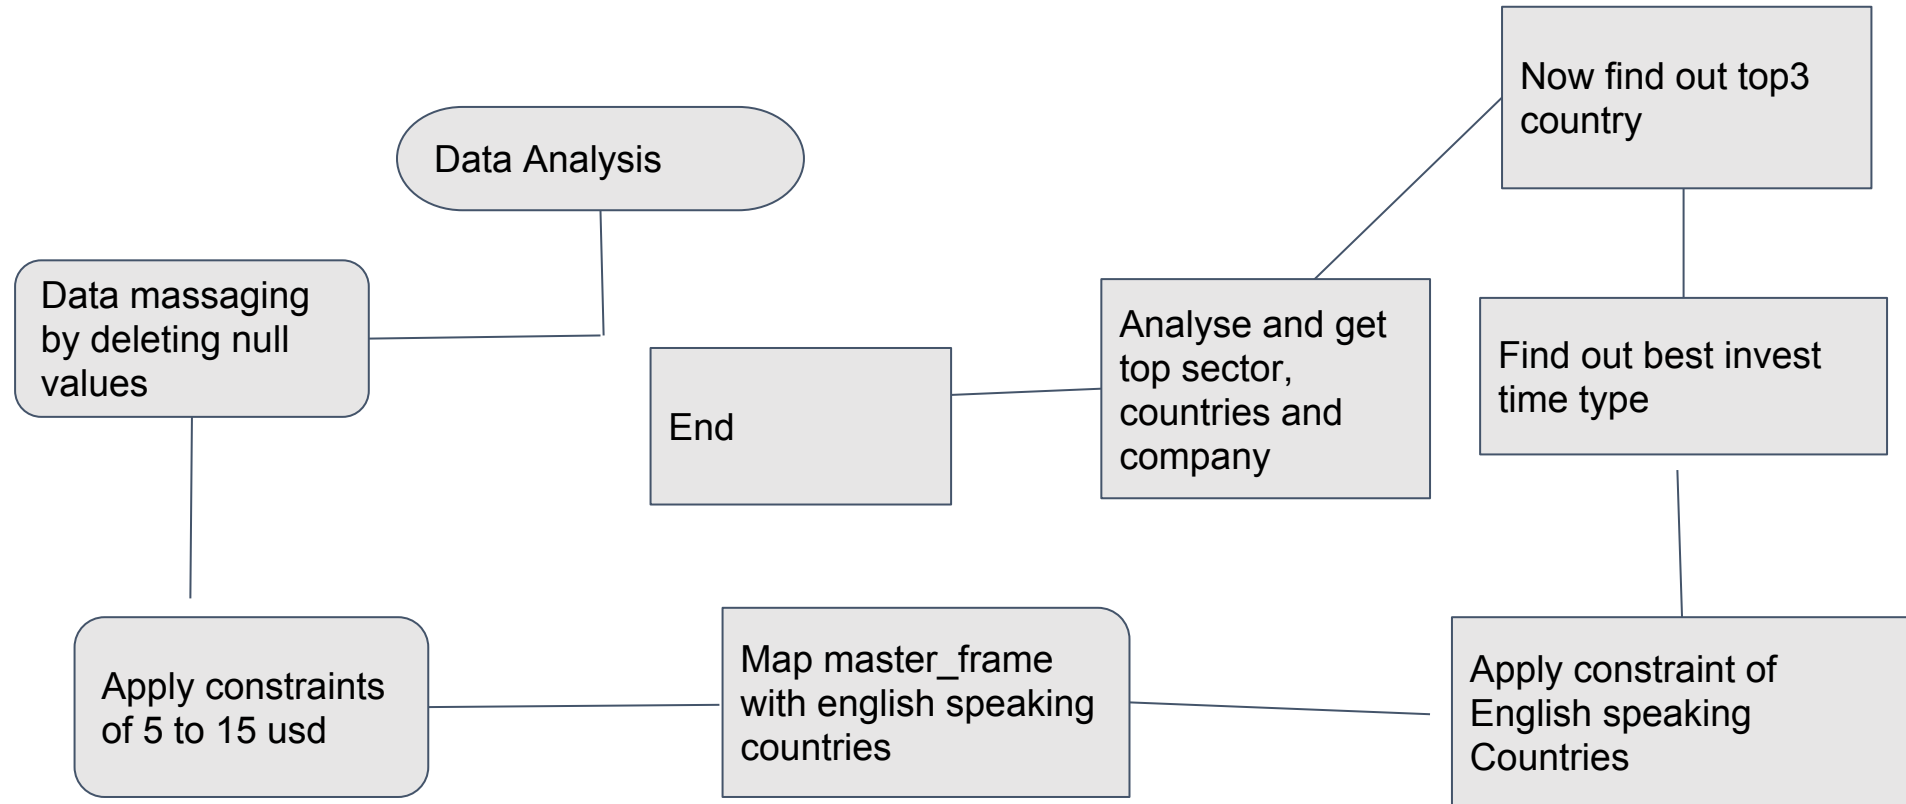 Data Analysis
Data massaging
by deleting null
values
Apply constraints
of 5 to 15 usd
Map master_frame
with english speaking
countries
Apply constraint of
English speaking
Countries
Find out best invest
time type
Now find out top3
country
Analyse and get
top sector,
countries and
company
End